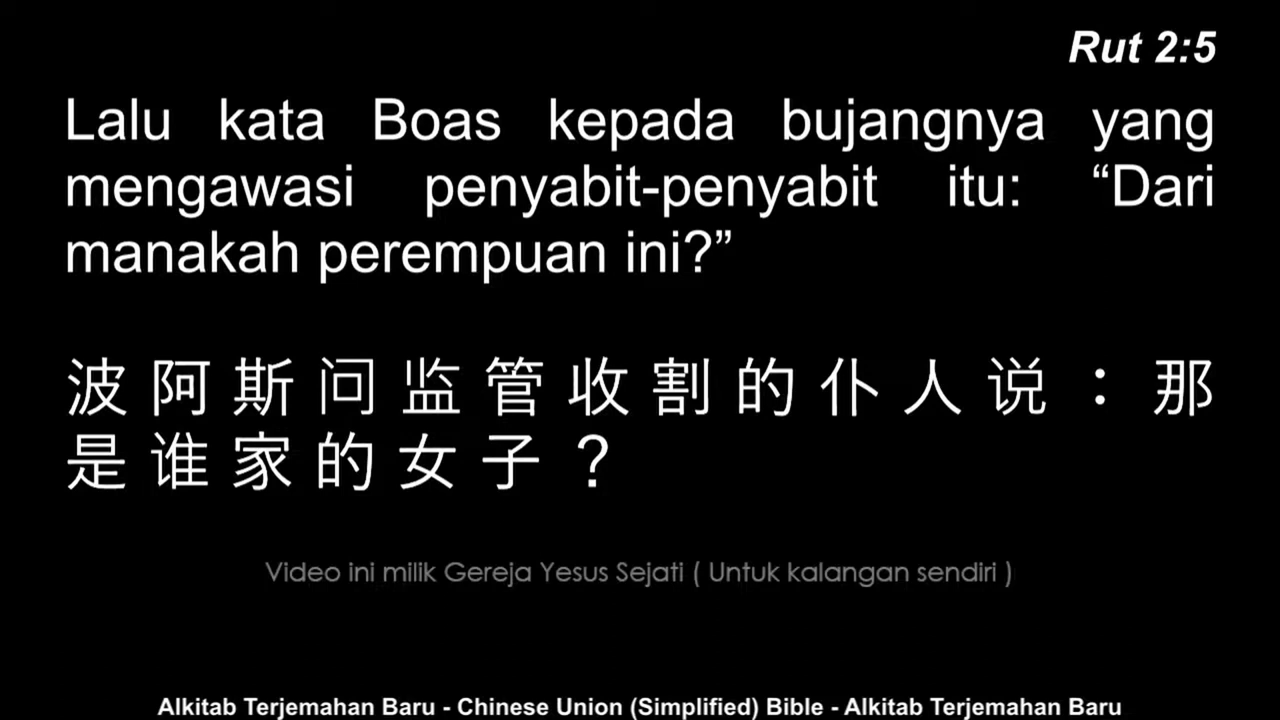 Rut 2:5
Lalu kata Boas kepada bujangnya yang
mengawasi penyabit-penyabit itu: “Dari
manakah perempuan ini?”
波阿斯问监管收割的仆人说：那
是谁家的女子？
Video ini milik Gereja Yesus Sejati ( Untuk kalangan sendiri )
Alkitab Terjemahan Baru - Chinese Union (Simplified) Bible - Alkitab Terjemahan Baru